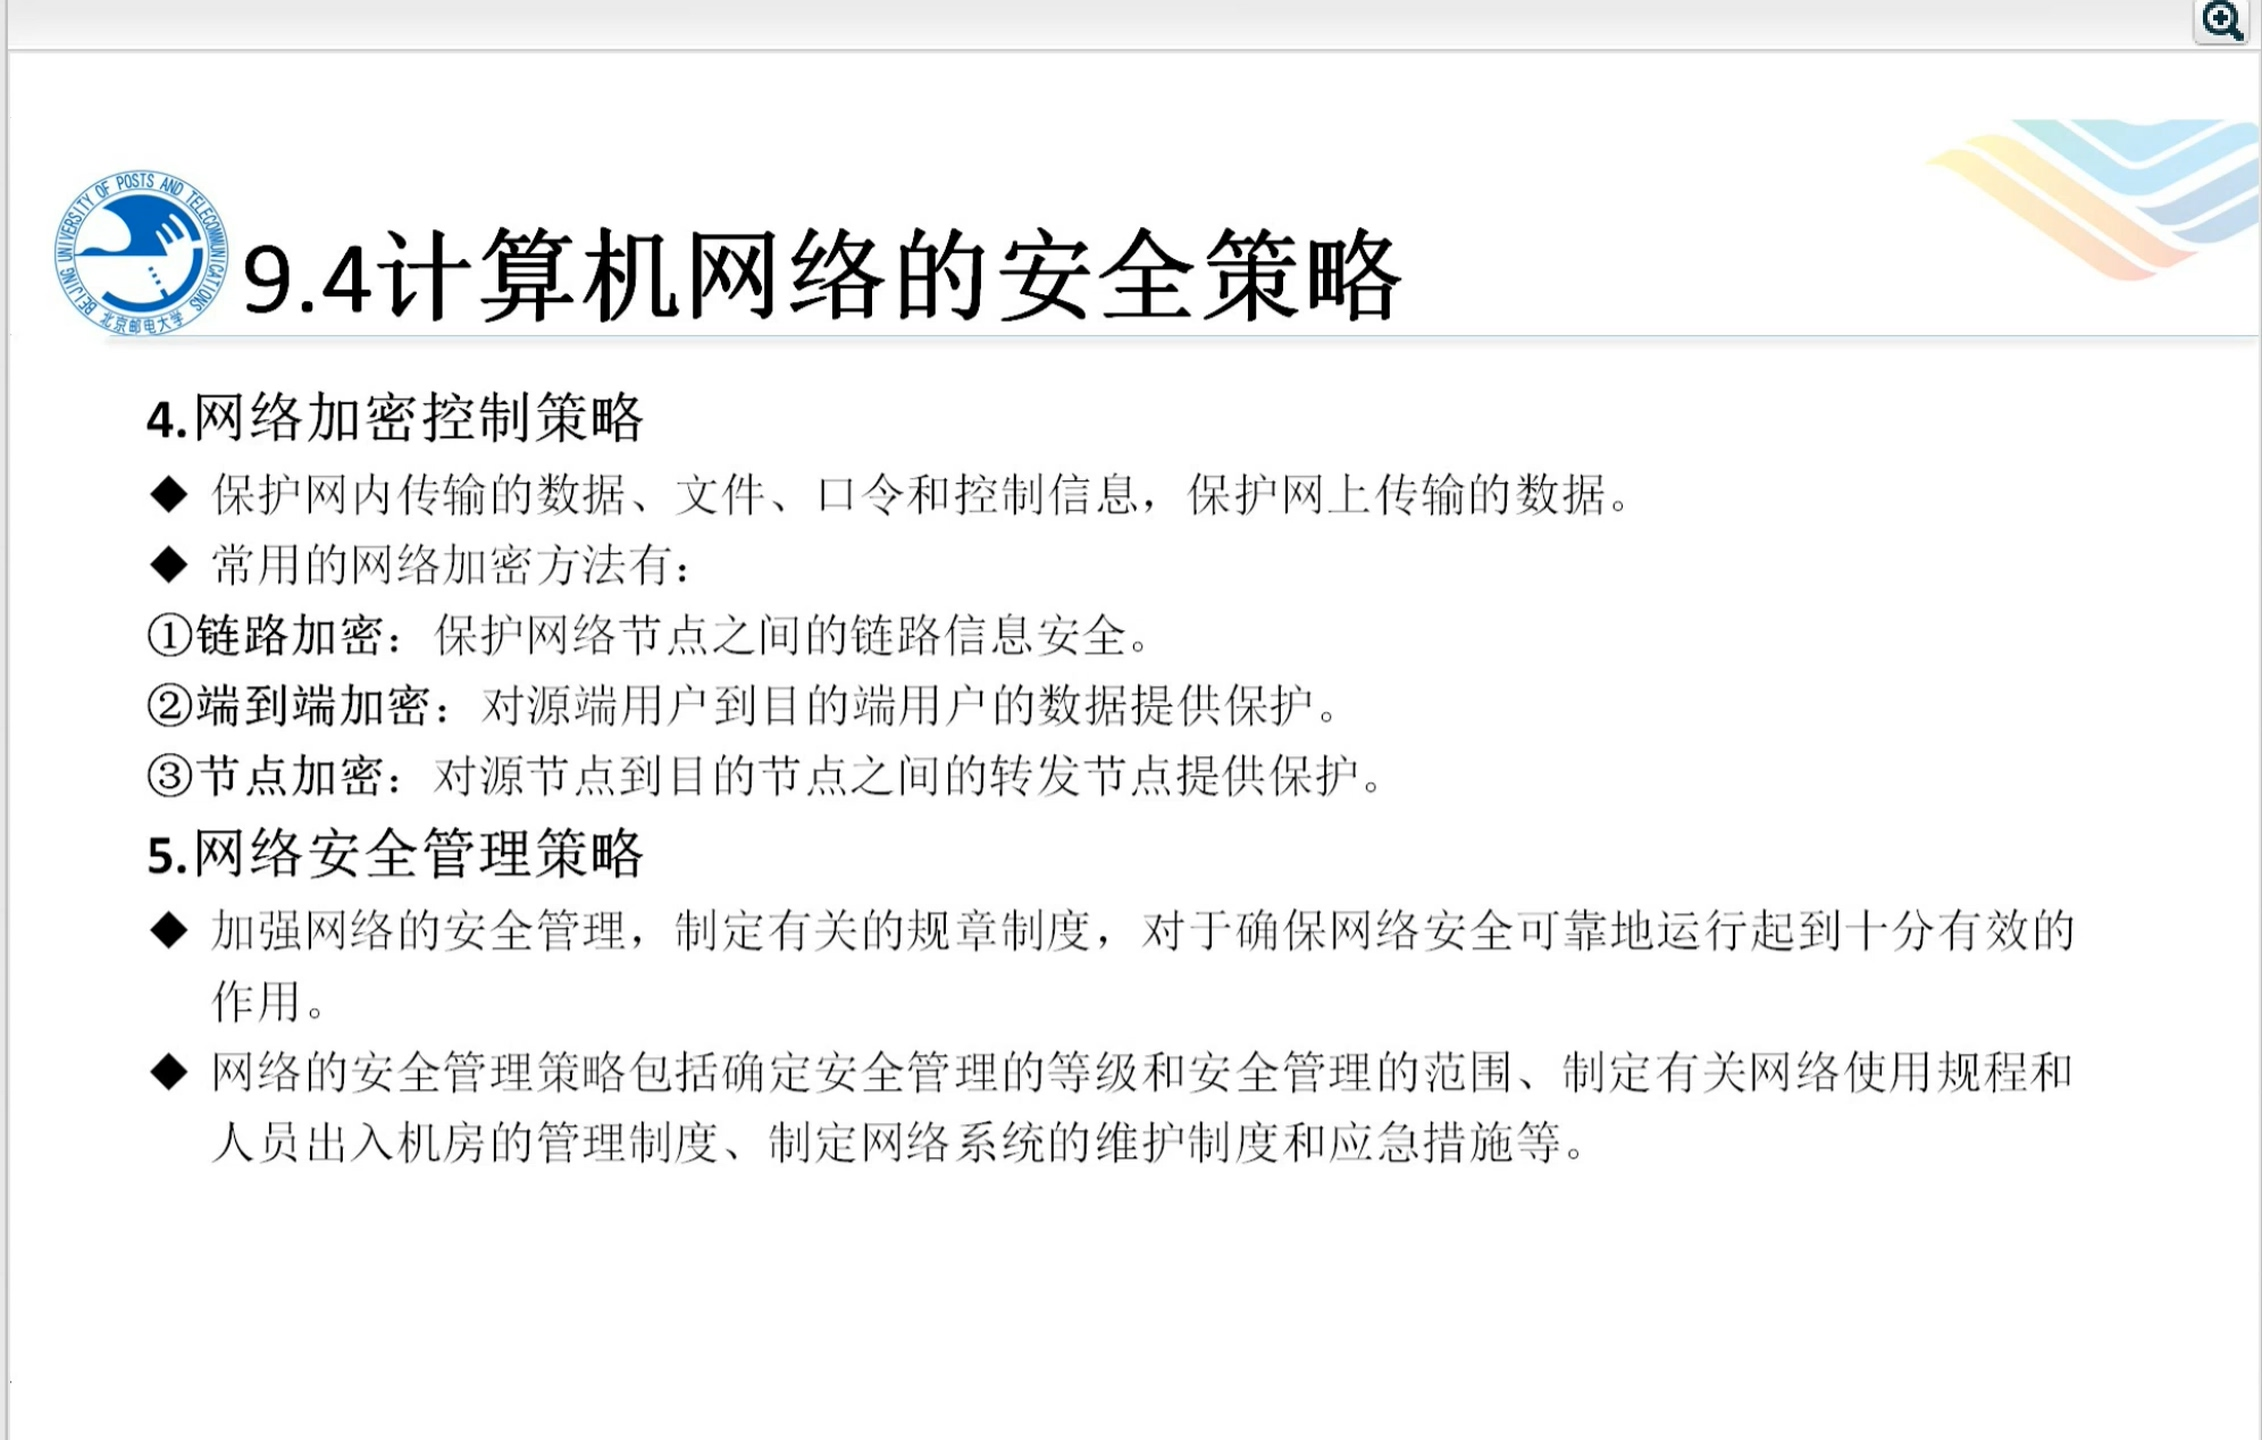 BEIJING UNIVERSITY OF POSTS AND TELECOMMUNICATIONS
北京邮电大学
9.4计算机网络的安全策略
4.网络加密控制策略
◆ 保护网内传输的数据、文件、口令和控制信息，保护网上传输的数据。
◆ 常用的网络加密方法有：
①链路加密：保护网络节点之间的链路信息安全。
②端到端加密：对源端用户到目的端用户的数据提供保护。
③节点加密：对源节点到目的节点之间的转发节点提供保护。
5.网络安全管理策略
◆ 加强网络的安全管理，制定有关的规章制度，对于确保网络安全可靠地运行起到十分有效的
作用。
◆ 网络的安全管理策略包括确定安全管理的等级和安全管理的范围、制定有关网络使用规程和
人员出入机房的管理制度、制定网络系统的维护制度和应急措施等。